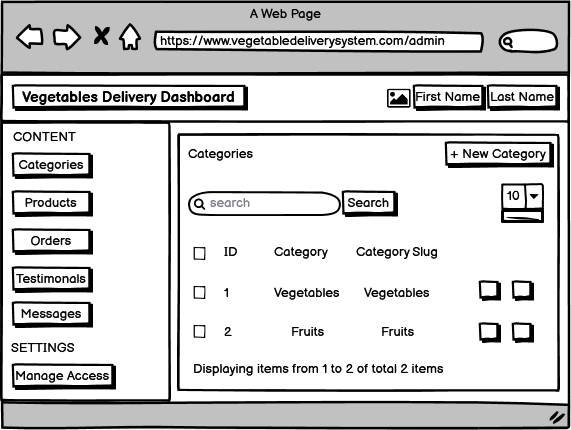 A Web Page
https://www.vegetabledeliverysystem.com/admin
Vegetables Delivery Dashboard
First Name Last Name
CONTENT
Categories
Products
Orders
Testimonals
Messages
SETTINGS
Manage Access
Categories
+ New Category
search
Search
10
ID Category Category Slug
1 Vegetables Vegetables
2 Fruits Fruits
Displaying items from 1 to 2 of total 2 items